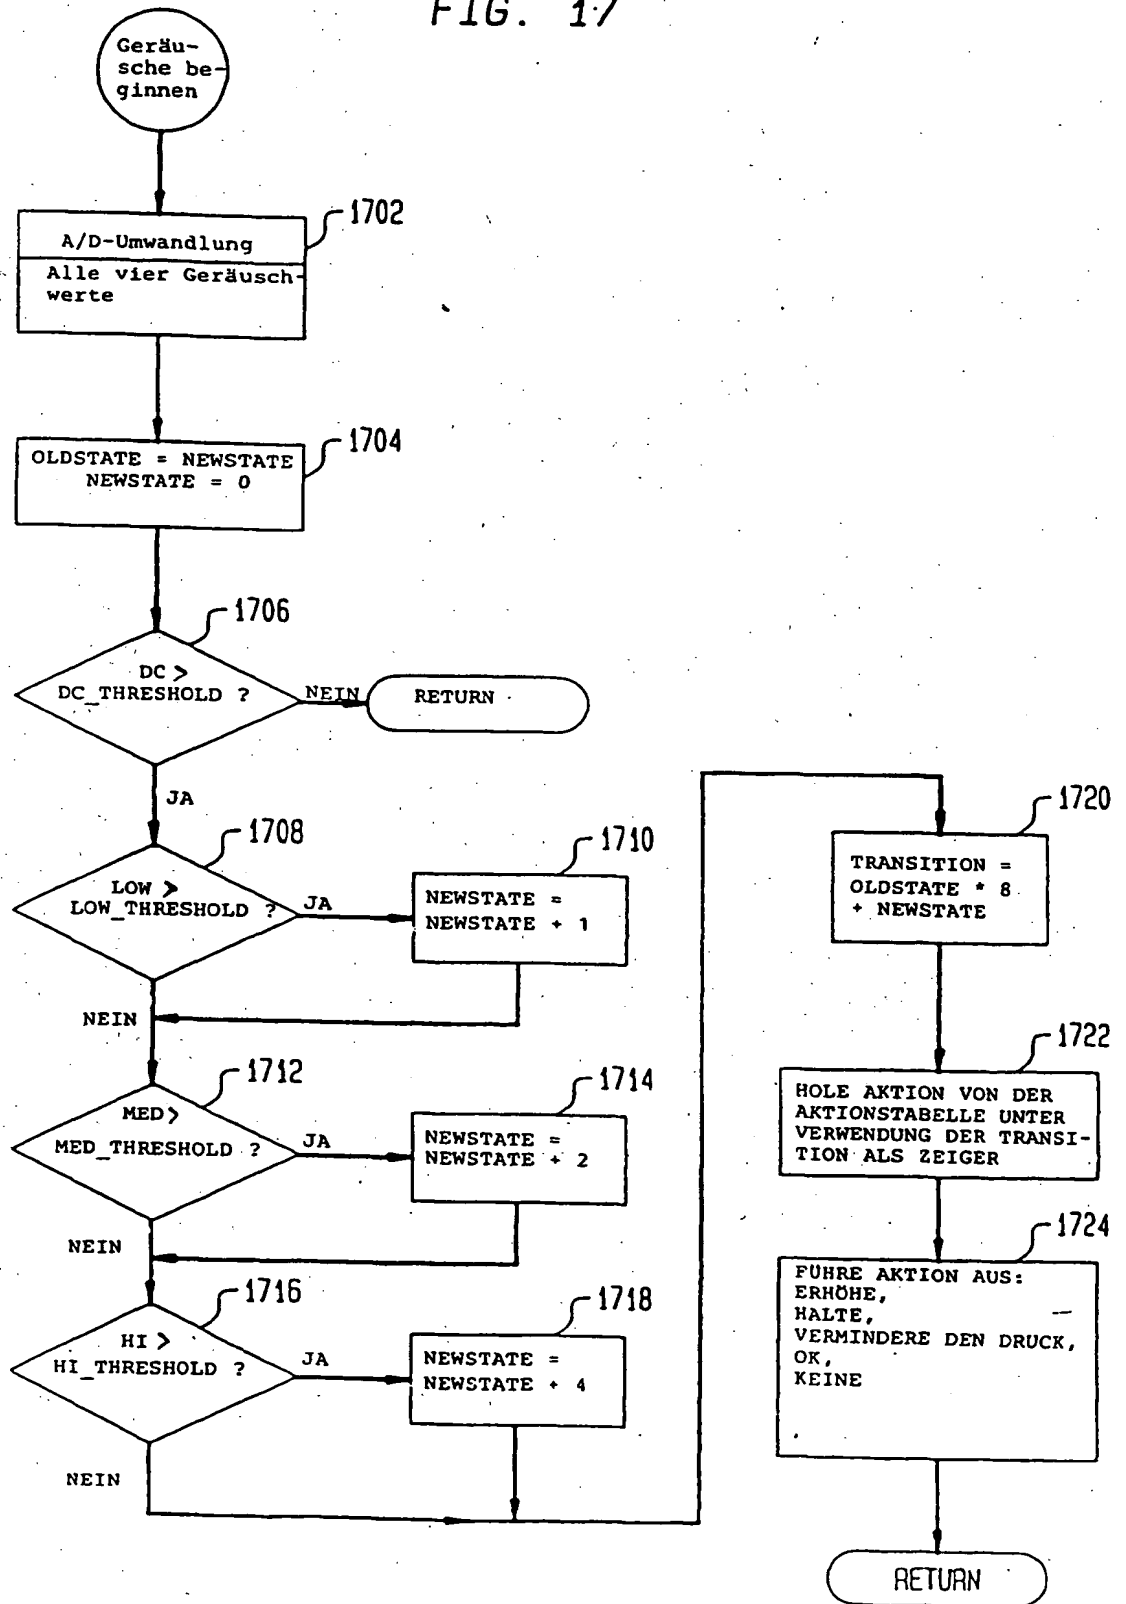 FIG. 17
Geräu-
sche be-
ginnen
1702
A/D-Umwandlung
Alle vier Geräusch-
werte
1704
OLDSTATE = NEWSTATE
NEWSTATE = 0
1706
DC >
DC_THRESHOLD ?
NEIN
RETURN
JA
1708
LOW >
LOW_THRESHOLD ?
JA
1710
NEWSTATE =
NEWSTATE + 1
NEIN
1712
MED >
MED_THRESHOLD ?
JA
1714
NEWSTATE =
NEWSTATE + 2
NEIN
1716
HI >
HI_THRESHOLD ?
JA
1718
NEWSTATE =
NEWSTATE + 4
NEIN
1720
TRANSITION =
OLDSTATE * 8
+ NEWSTATE
1722
HOLE AKTION VON DER
AKTIONSTABELLE UNTER
VERWENDUNG DER TRANSI-
TION ALS ZEIGER
1724
FÜHRE AKTION AUS:
ERHÖHE,
HALTE,
VERMINDERE DEN DRUCK,
OK,
KEINE
RETURN